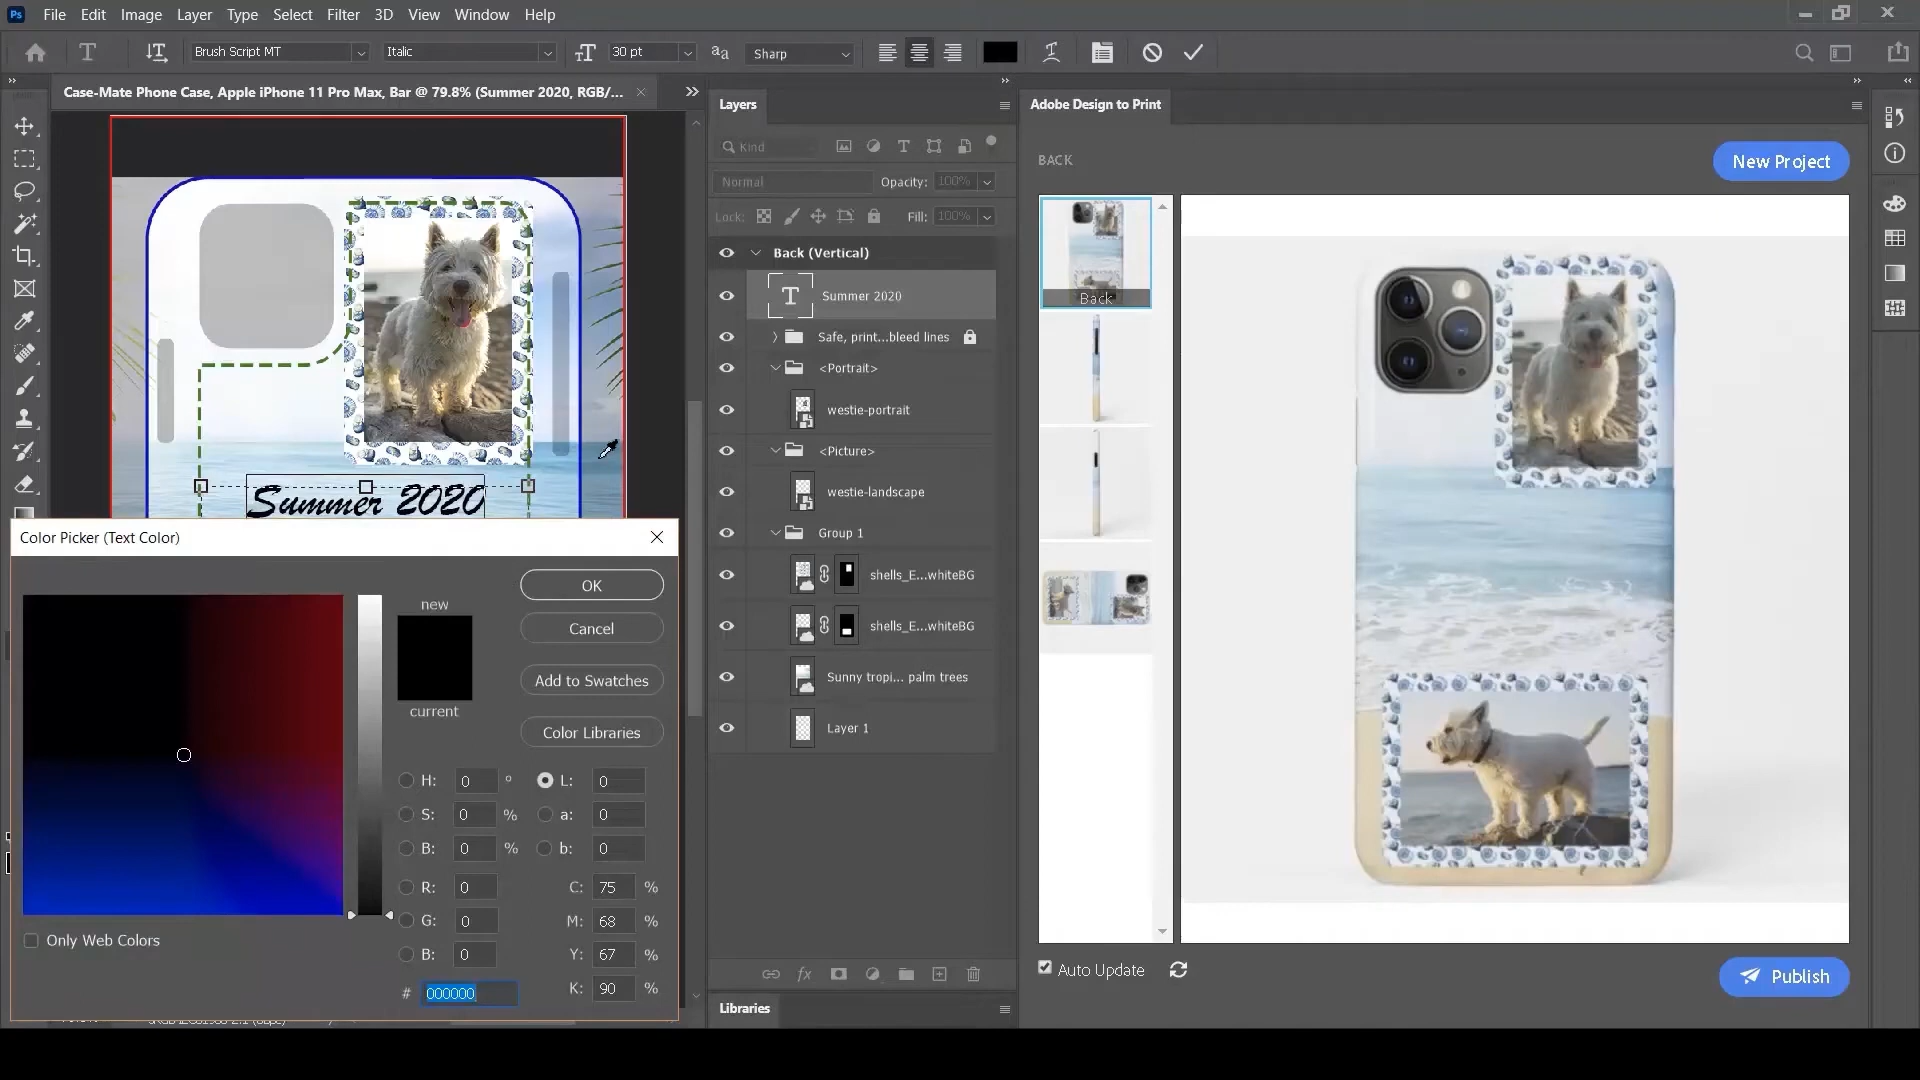 Ps File Edit Image Layer Type Select Filter 3D View Window Help
T Brush Script MT Italic 30 pt aa Sharp
Case-Mate Phone Case, Apple iPhone 11 Pro Max, Bar @ 79.8% (Summer 2020, RGB/...
Summer 2020
Color Picker (Text Color)
new
current
OK
Cancel
Add to Swatches
Color Libraries
H: 0 °
S: 0 %
B: 0 %
R: 0
G: 0
B: 0
# 000000
L: 0
a: 0
b: 0
C: 75 %
M: 68 %
Y: 67 %
K: 90 %
Only Web Colors
Layers
Kind
Normal Opacity: 100%
Lock: Fill: 100%
Back (Vertical)
T Summer 2020
Safe, print...bleed lines
<Portrait>
westie-portrait
<Picture>
westie-landscape
Group 1
shells_E...whiteBG
shells_E...whiteBG
Sunny tropi... palm trees
Layer 1
fx
Libraries
Adobe Design to Print
BACK
New Project
Back
Auto Update
Publish